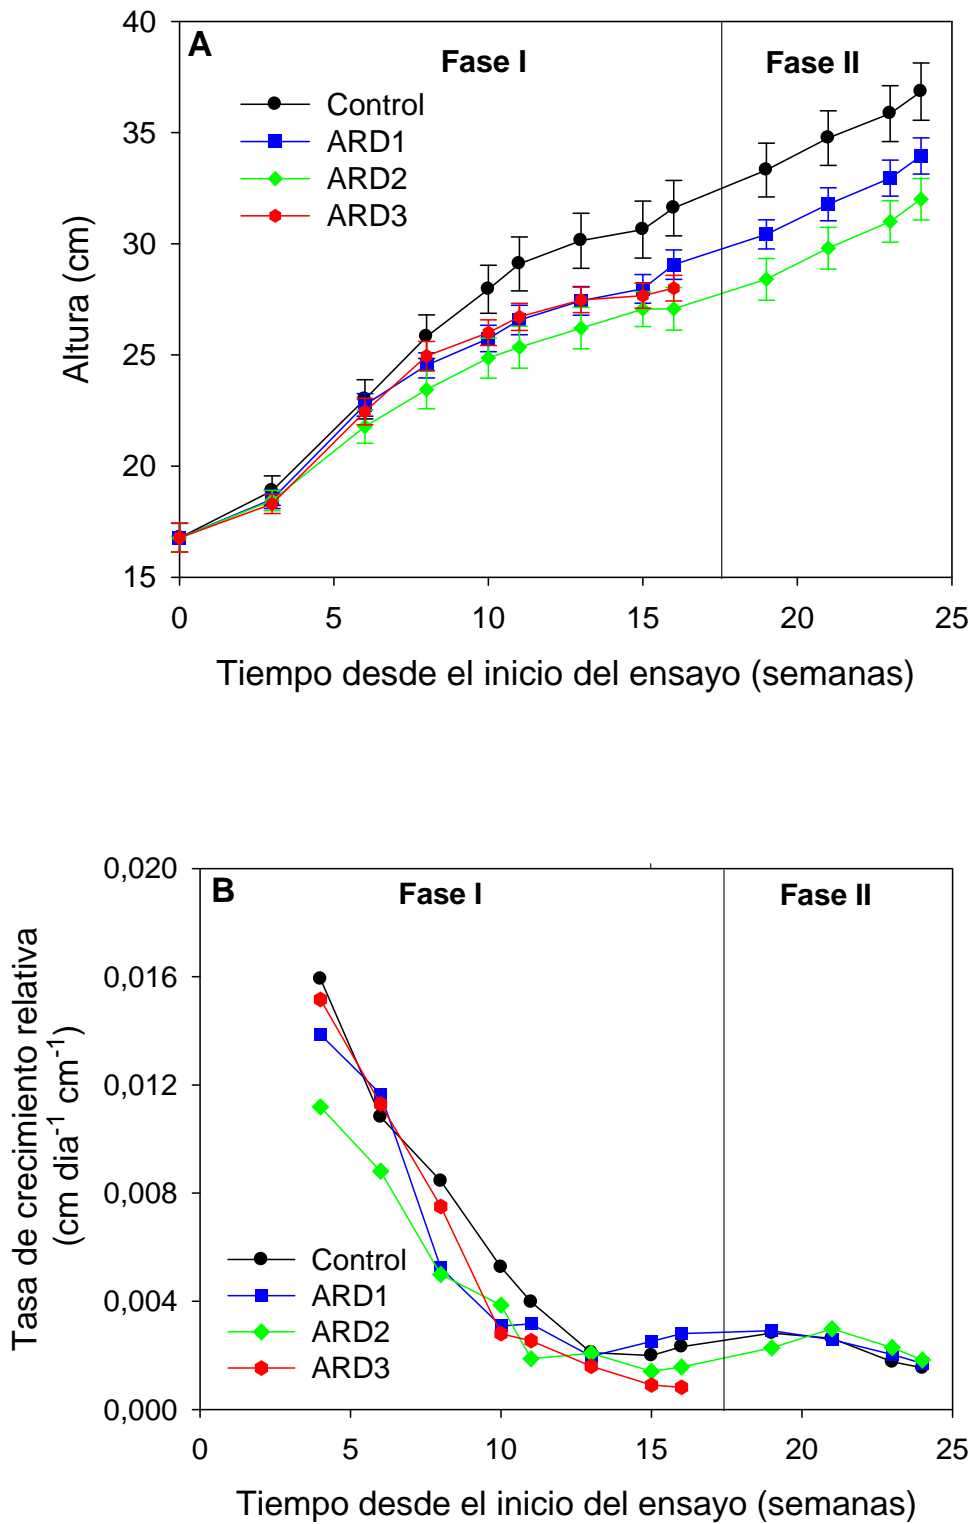 40
A
Fase I
Fase II
Control
ARD1
ARD2
ARD3
35
30
25
20
15
Altura (cm)
0
5
10
15
20
25
Tiempo desde el inicio del ensayo (semanas)
0,020
B
Fase I
Fase II
0,016
0,012
0,008
0,004
0,000
Tasa de crecimiento relativa
(cm dia⁻¹ cm⁻¹)
Control
ARD1
ARD2
ARD3
0
5
10
15
20
25
Tiempo desde el inicio del ensayo (semanas)